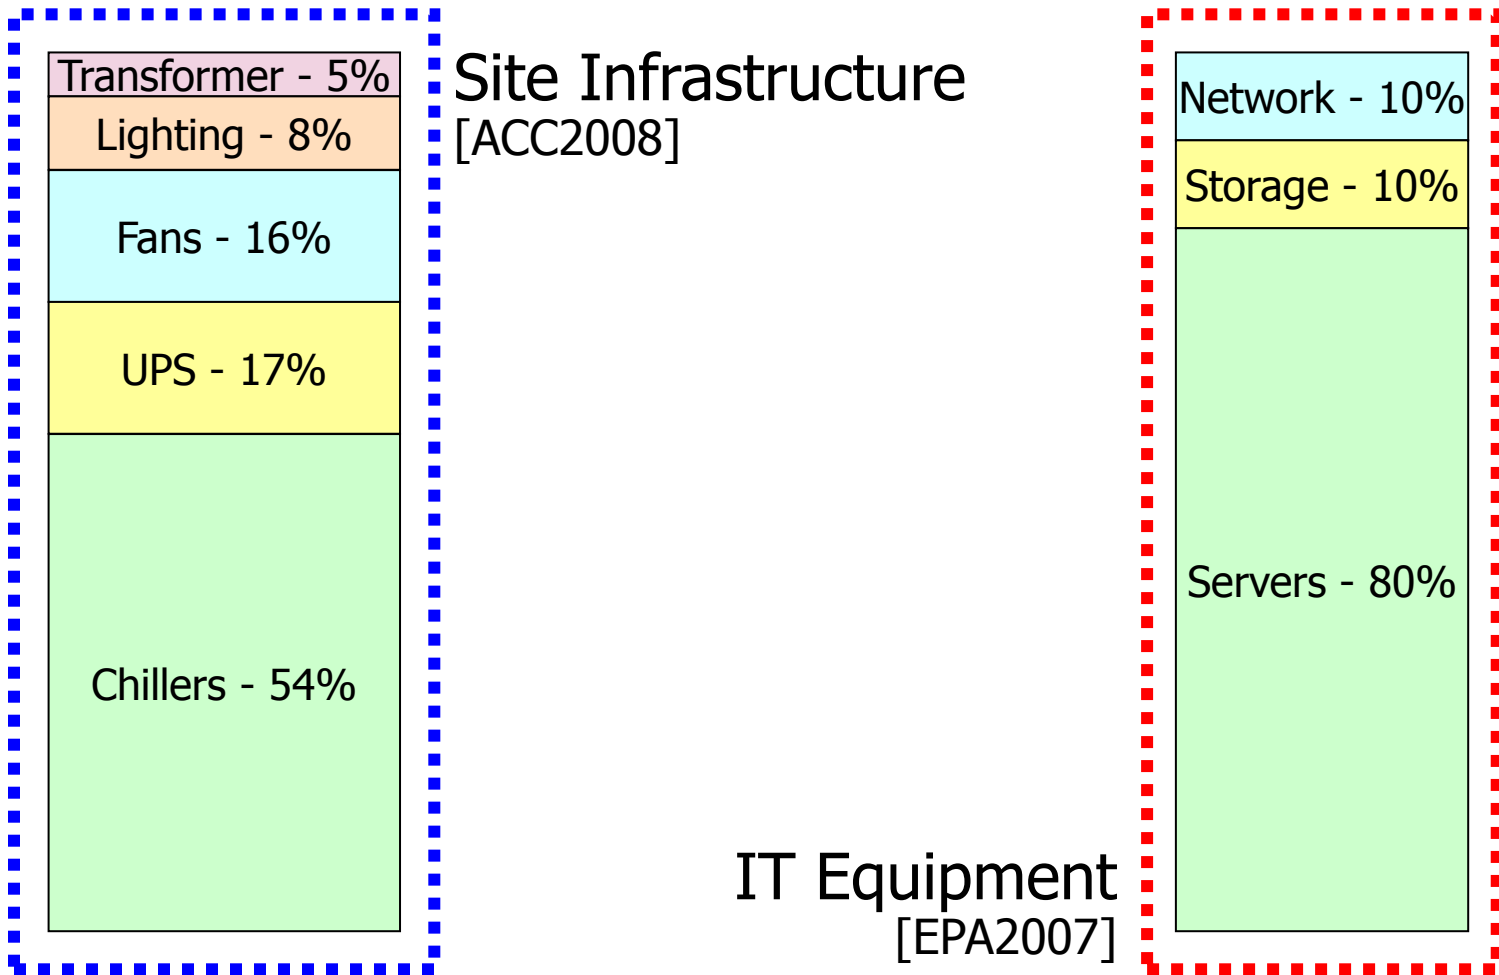 Transformer - 5%
Lighting - 8%
Fans - 16%
UPS - 17%
Chillers - 54%
Site Infrastructure
[ACC2008]
IT Equipment
[EPA2007]
Network - 10%
Storage - 10%
Servers - 80%